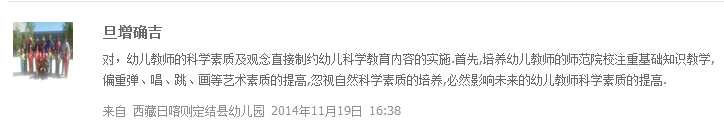 旦增确吉
对，幼儿教师的科学素质及观念直接制约幼儿科学教育内容的实施.首先,培养幼儿教师的师范院校注重基础知识教学,
偏重弹、唱、跳、画等艺术素质的提高,忽视自然科学素质的培养,必然影响未来的幼儿教师科学素质的提高.
来自 西藏日喀则定结县幼儿园 2014年11月19日 16:38